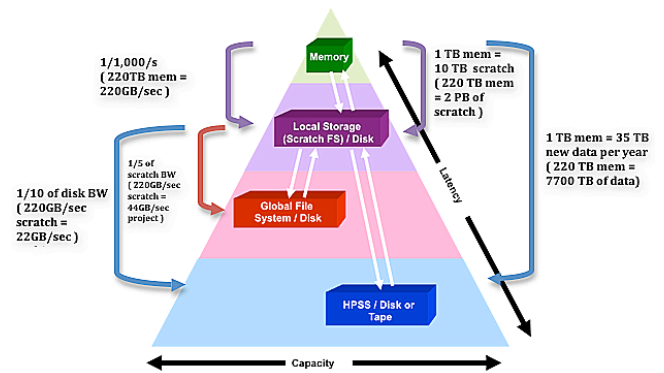 Memory
1/1,000/s
( 220TB mem =
220GB/sec )
1 TB mem =
10 TB scratch
( 220 TB mem
= 2 PB of
scratch )
Local Storage
(Scratch FS) / Disk
1/10 of disk BW
( 220GB/sec
scratch =
22GB/sec )
1/5 of
scratch BW
( 220GB/sec
scratch =
44GB/sec
project )
1 TB mem = 35 TB
new data per year
( 220 TB mem =
7700 TB of data)
Latency
Global File
System / Disk
HPSS / Disk or
Tape
Capacity